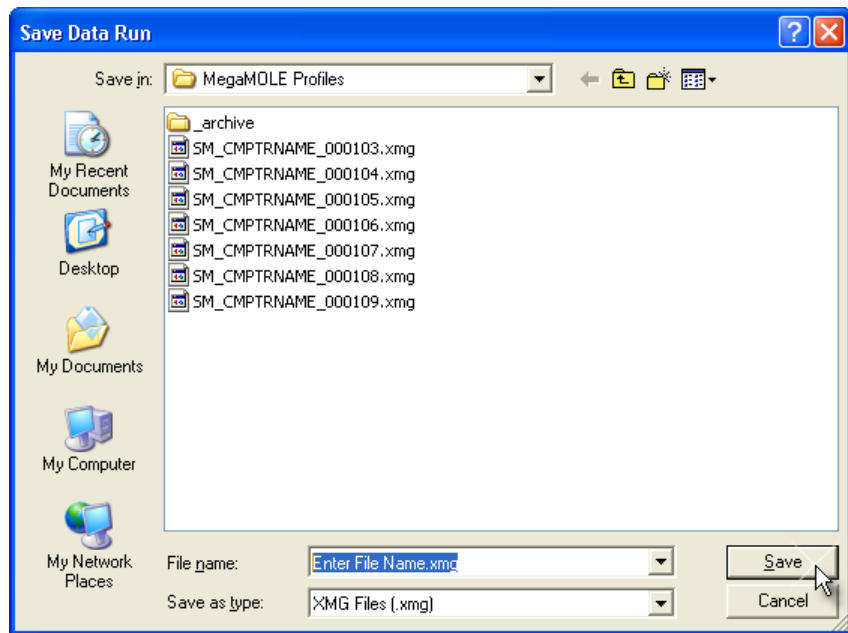 Save Data Run
Save in: MegaMOLE Profiles
My Recent
Documents
Desktop
My Documents
My Computer
My Network
Places
_archive
SM_CMPTRNAME_000103.xmg
SM_CMPTRNAME_000104.xmg
SM_CMPTRNAME_000105.xmg
SM_CMPTRNAME_000106.xmg
SM_CMPTRNAME_000107.xmg
SM_CMPTRNAME_000108.xmg
SM_CMPTRNAME_000109.xmg
File name: Enter File Name.xmg Save
Save as type: XMG Files (.xmg) Cancel